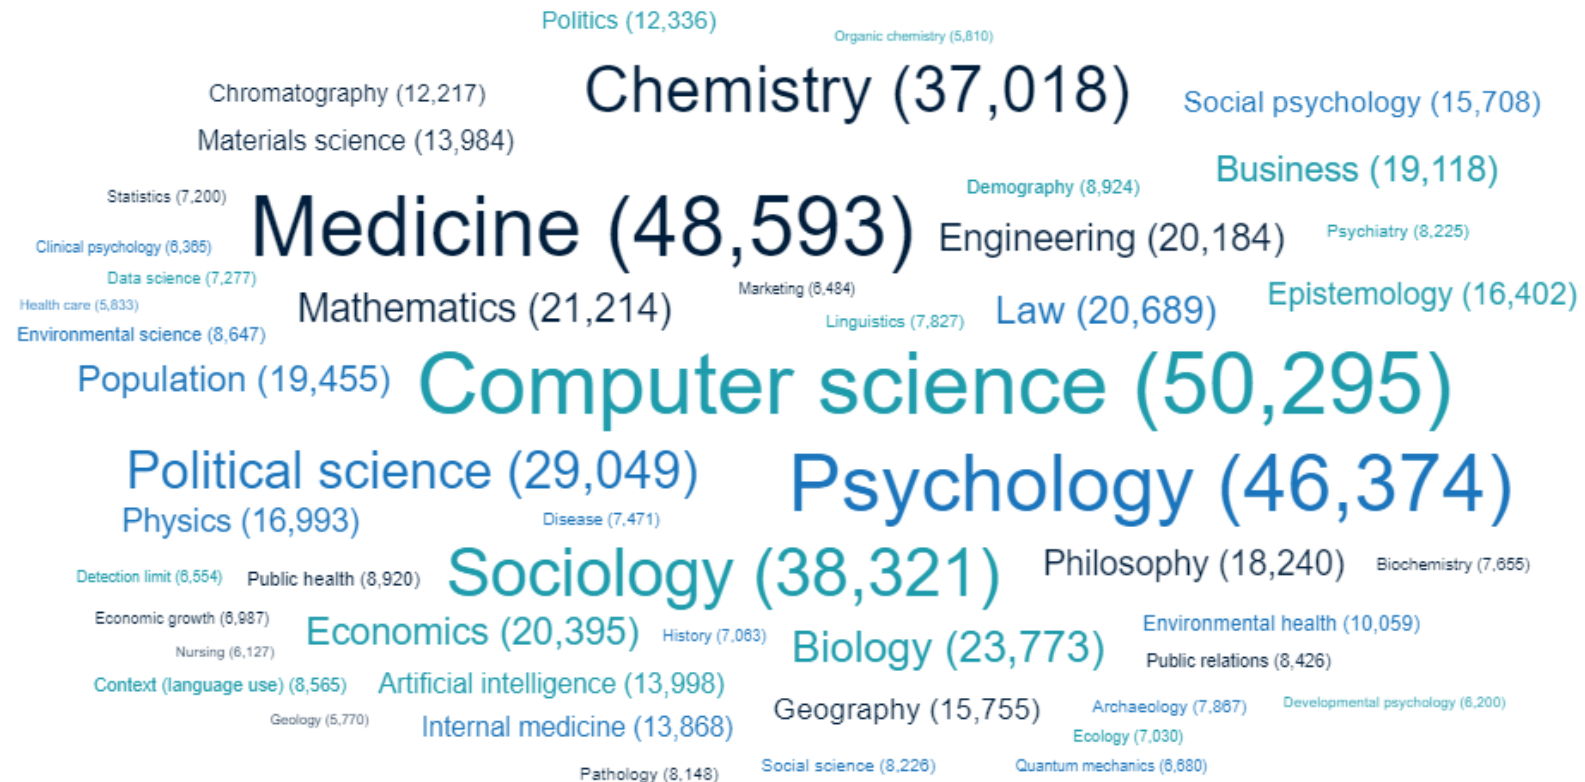 Politics (12,336)
Organic chemistry (5,810)
Chemistry (37,018)
Chromatography (12,217)
Social psychology (15,708)
Materials science (13,984)
Business (19,118)
Demography (8,924)
Statistics (7,200)
Medicine (48,593)
Engineering (20,184)
Psychiatry (8,225)
Clinical psychology (6,365)
Data science (7,277)
Marketing (6,484)
Epistemology (16,402)
Health care (5,833)
Mathematics (21,214)
Law (20,689)
Linguistics (7,827)
Environmental science (8,647)
Population (19,455)
Computer science (50,295)
Political science (29,049)
Psychology (46,374)
Physics (16,993)
Disease (7,471)
Philosophy (18,240)
Biochemistry (7,655)
Detection limit (6,554)
Public health (8,920)
Sociology (38,321)
Economic growth (6,987)
Economics (20,395)
History (7,063)
Biology (23,773)
Environmental health (10,059)
Nursing (6,127)
Public relations (8,426)
Context (language use) (8,565)
Artificial intelligence (13,998)
Geography (15,755)
Archaeology (7,867)
Developmental psychology (6,200)
Geology (5,770)
Internal medicine (13,868)
Ecology (7,030)
Pathology (8,148)
Social science (8,226)
Quantum mechanics (6,680)